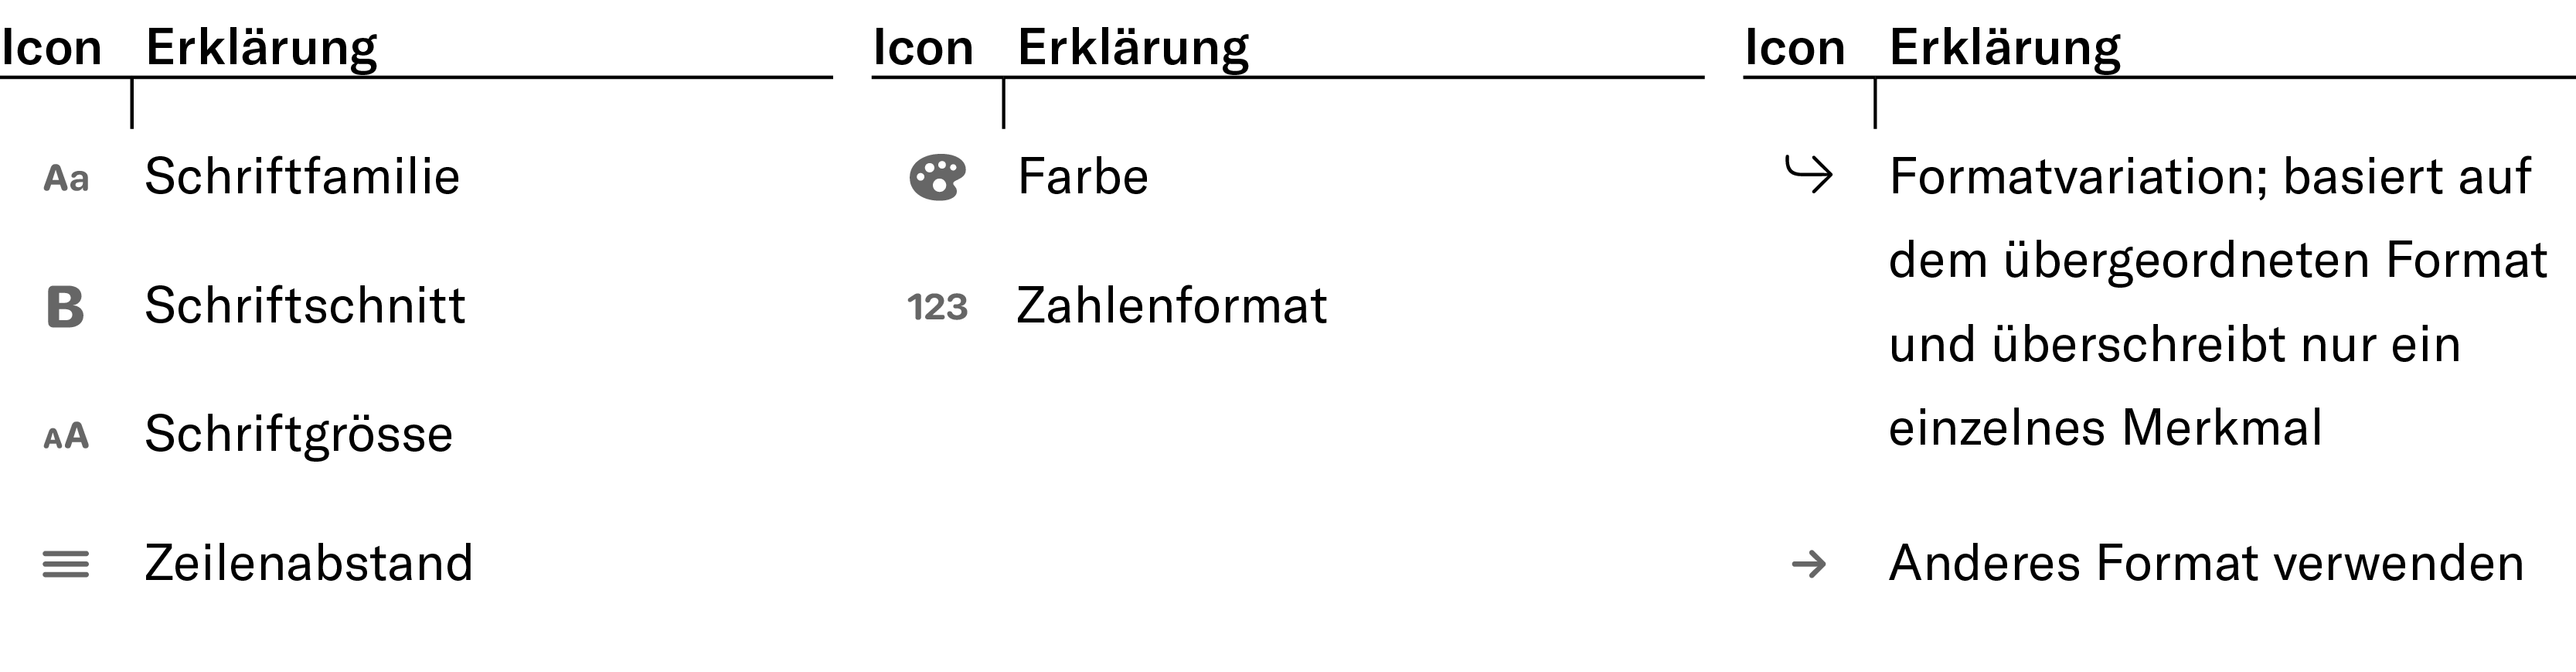 Icon Erklärung
Aa Schriftfamilie
B Schriftschnitt
AA Schriftgrösse
Zeilenabstand
Icon Erklärung
Farbe
123 Zahlenformat
Icon Erklärung
Formatvariation; basiert auf
dem übergeordneten Format
und überschreibt nur ein
einzelnes Merkmal
Anderes Format verwenden